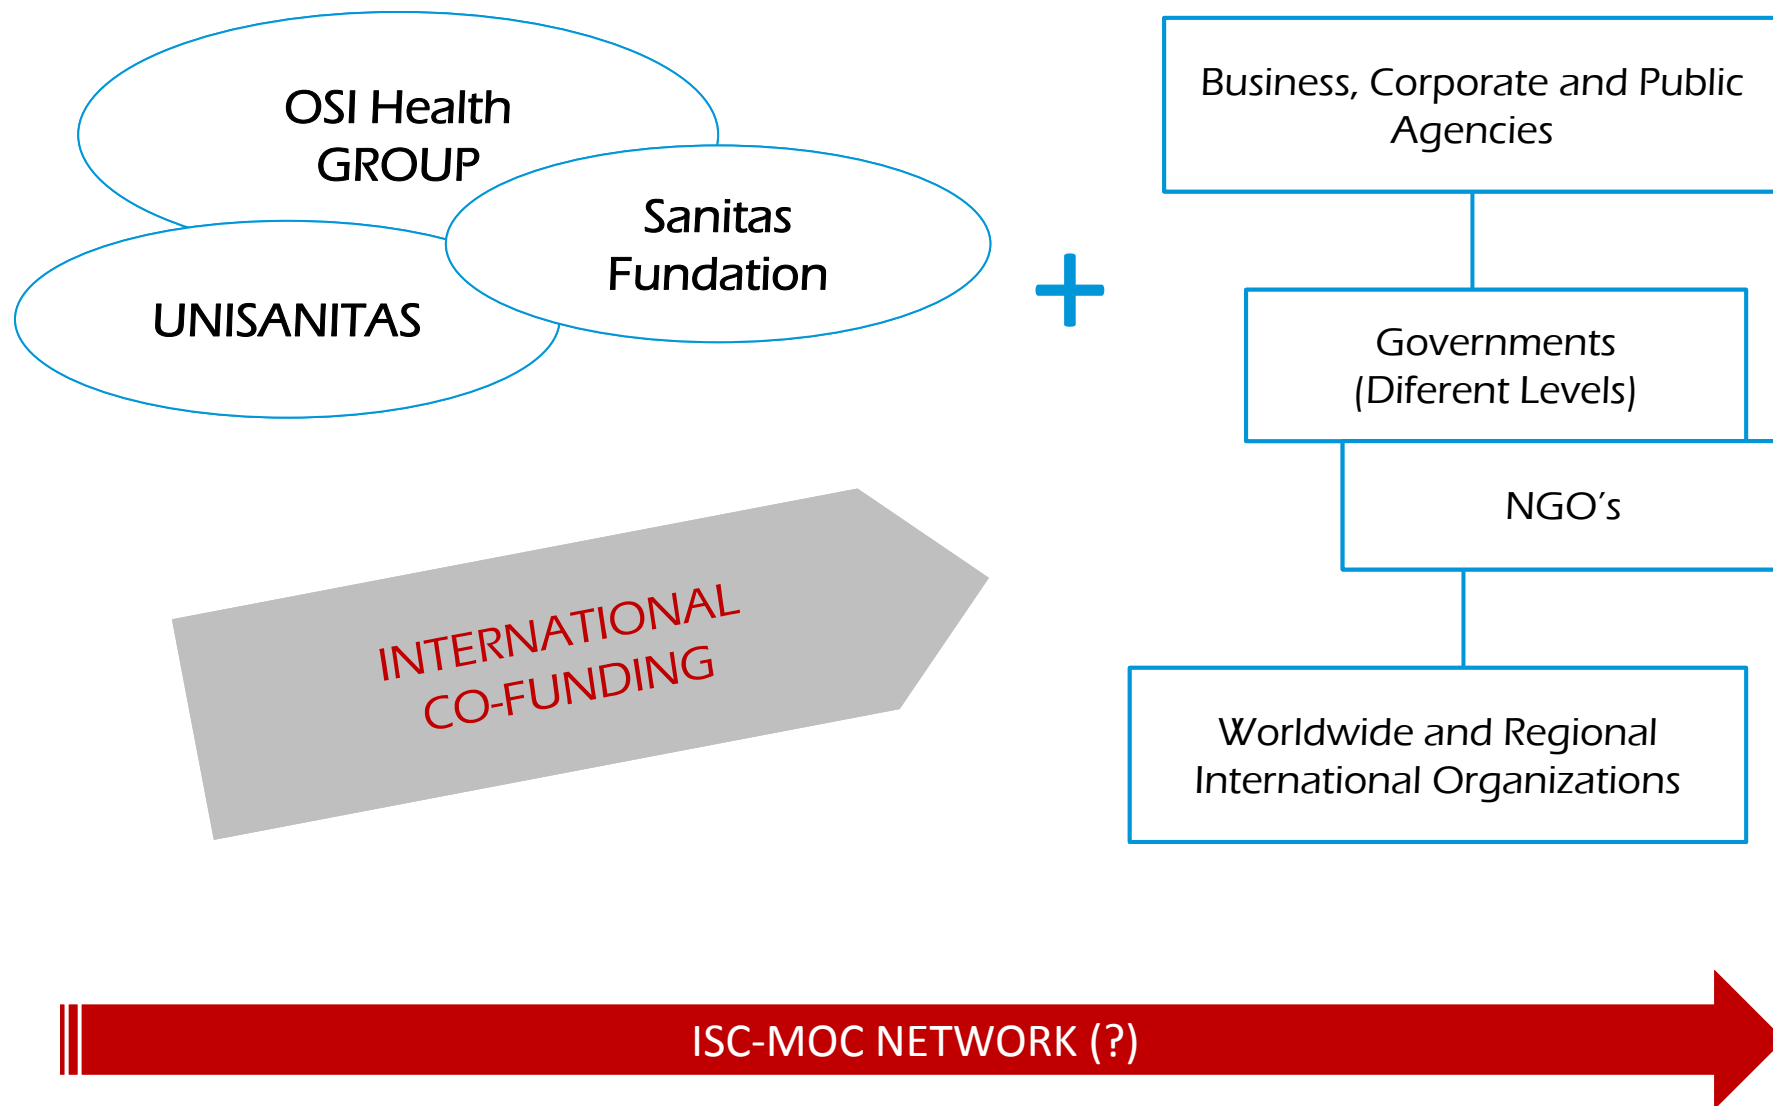 OSI Health
GROUP
Sanitas
Fundation
UNISANITAS
+
Business, Corporate and Public
Agencies
Governments
(Diferent Levels)
NGO’s
Worldwide and Regional
International Organizations
INTERNATIONAL
CO-FUNDING
ISC-MOC NETWORK (?)